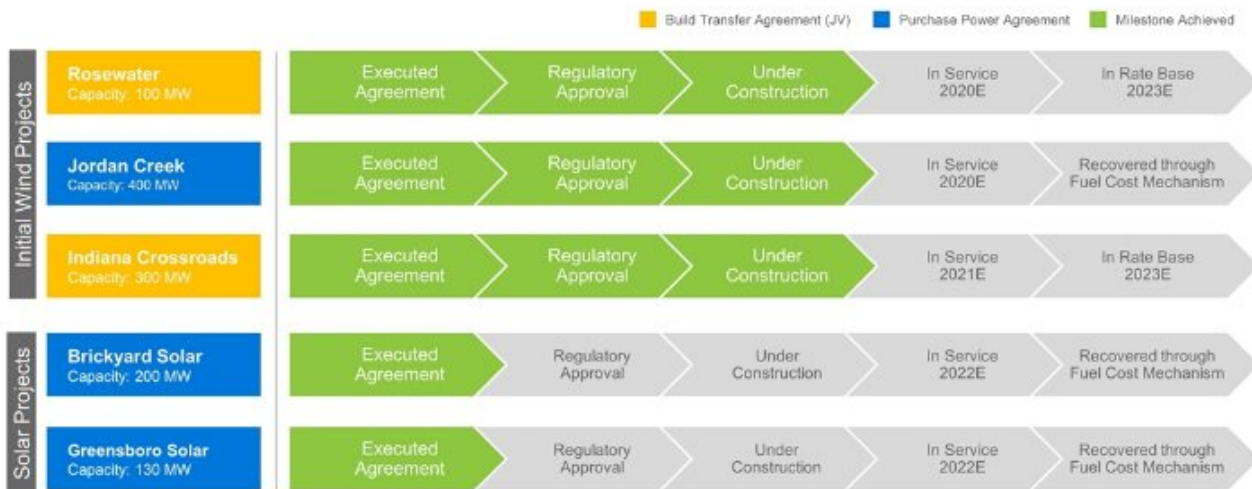 Build Transfer Agreement (JV) Purchase Power Agreement Milestone Achieved
Initial Wind Projects
Rosewater
Capacity: 100 MW
Executed
Agreement
Regulatory
Approval
Under
Construction
In Service
2020E
In Rate Base
2023E
Jordan Creek
Capacity: 400 MW
Executed
Agreement
Regulatory
Approval
Under
Construction
In Service
2020E
Recovered through
Fuel Cost Mechanism
Indiana Crossroads
Capacity: 300 MW
Executed
Agreement
Regulatory
Approval
Under
Construction
In Service
2021E
In Rate Base
2023E
Solar Projects
Brickyard Solar
Capacity: 200 MW
Executed
Agreement
Regulatory
Approval
Under
Construction
In Service
2022E
Recovered through
Fuel Cost Mechanism
Greensboro Solar
Capacity: 130 MW
Executed
Agreement
Regulatory
Approval
Under
Construction
In Service
2022E
Recovered through
Fuel Cost Mechanism